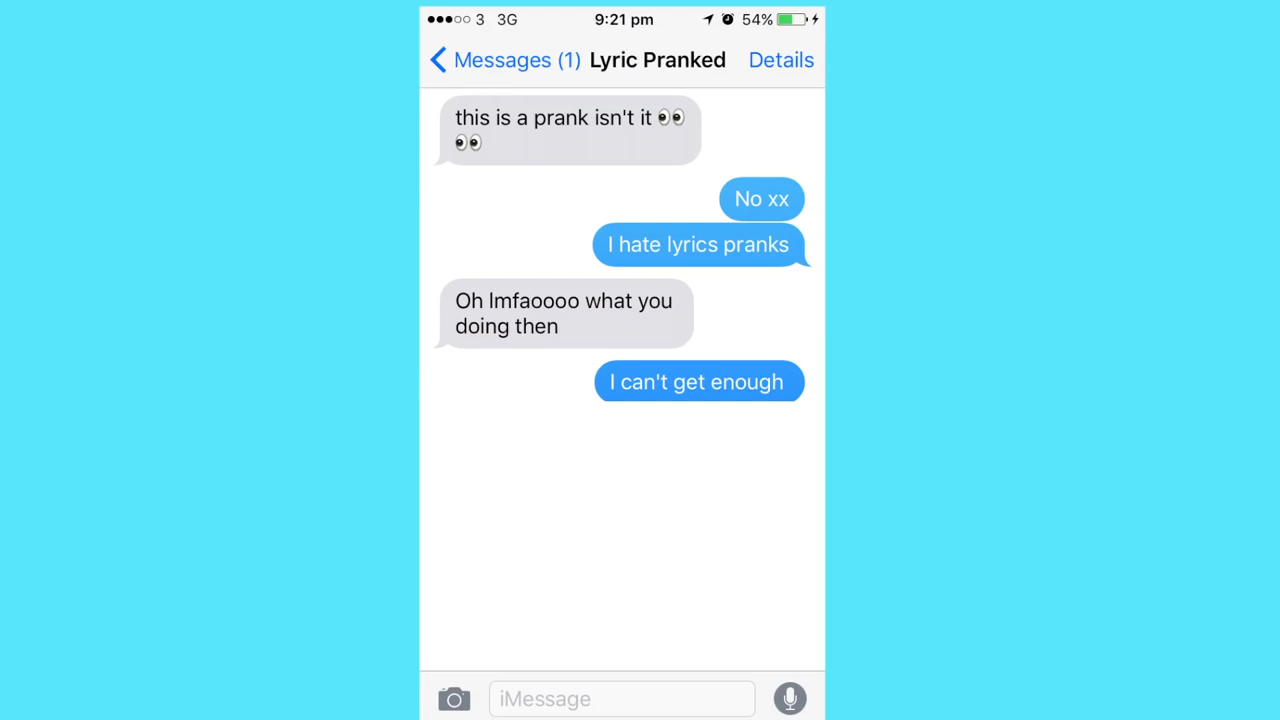 3 3G 9:21 pm 54%
Messages (1) Lyric Pranked Details
this is a prank isn't it 👀
👀
No xx
I hate lyrics pranks
Oh lmfaoooo what you
doing then
I can't get enough
iMessage